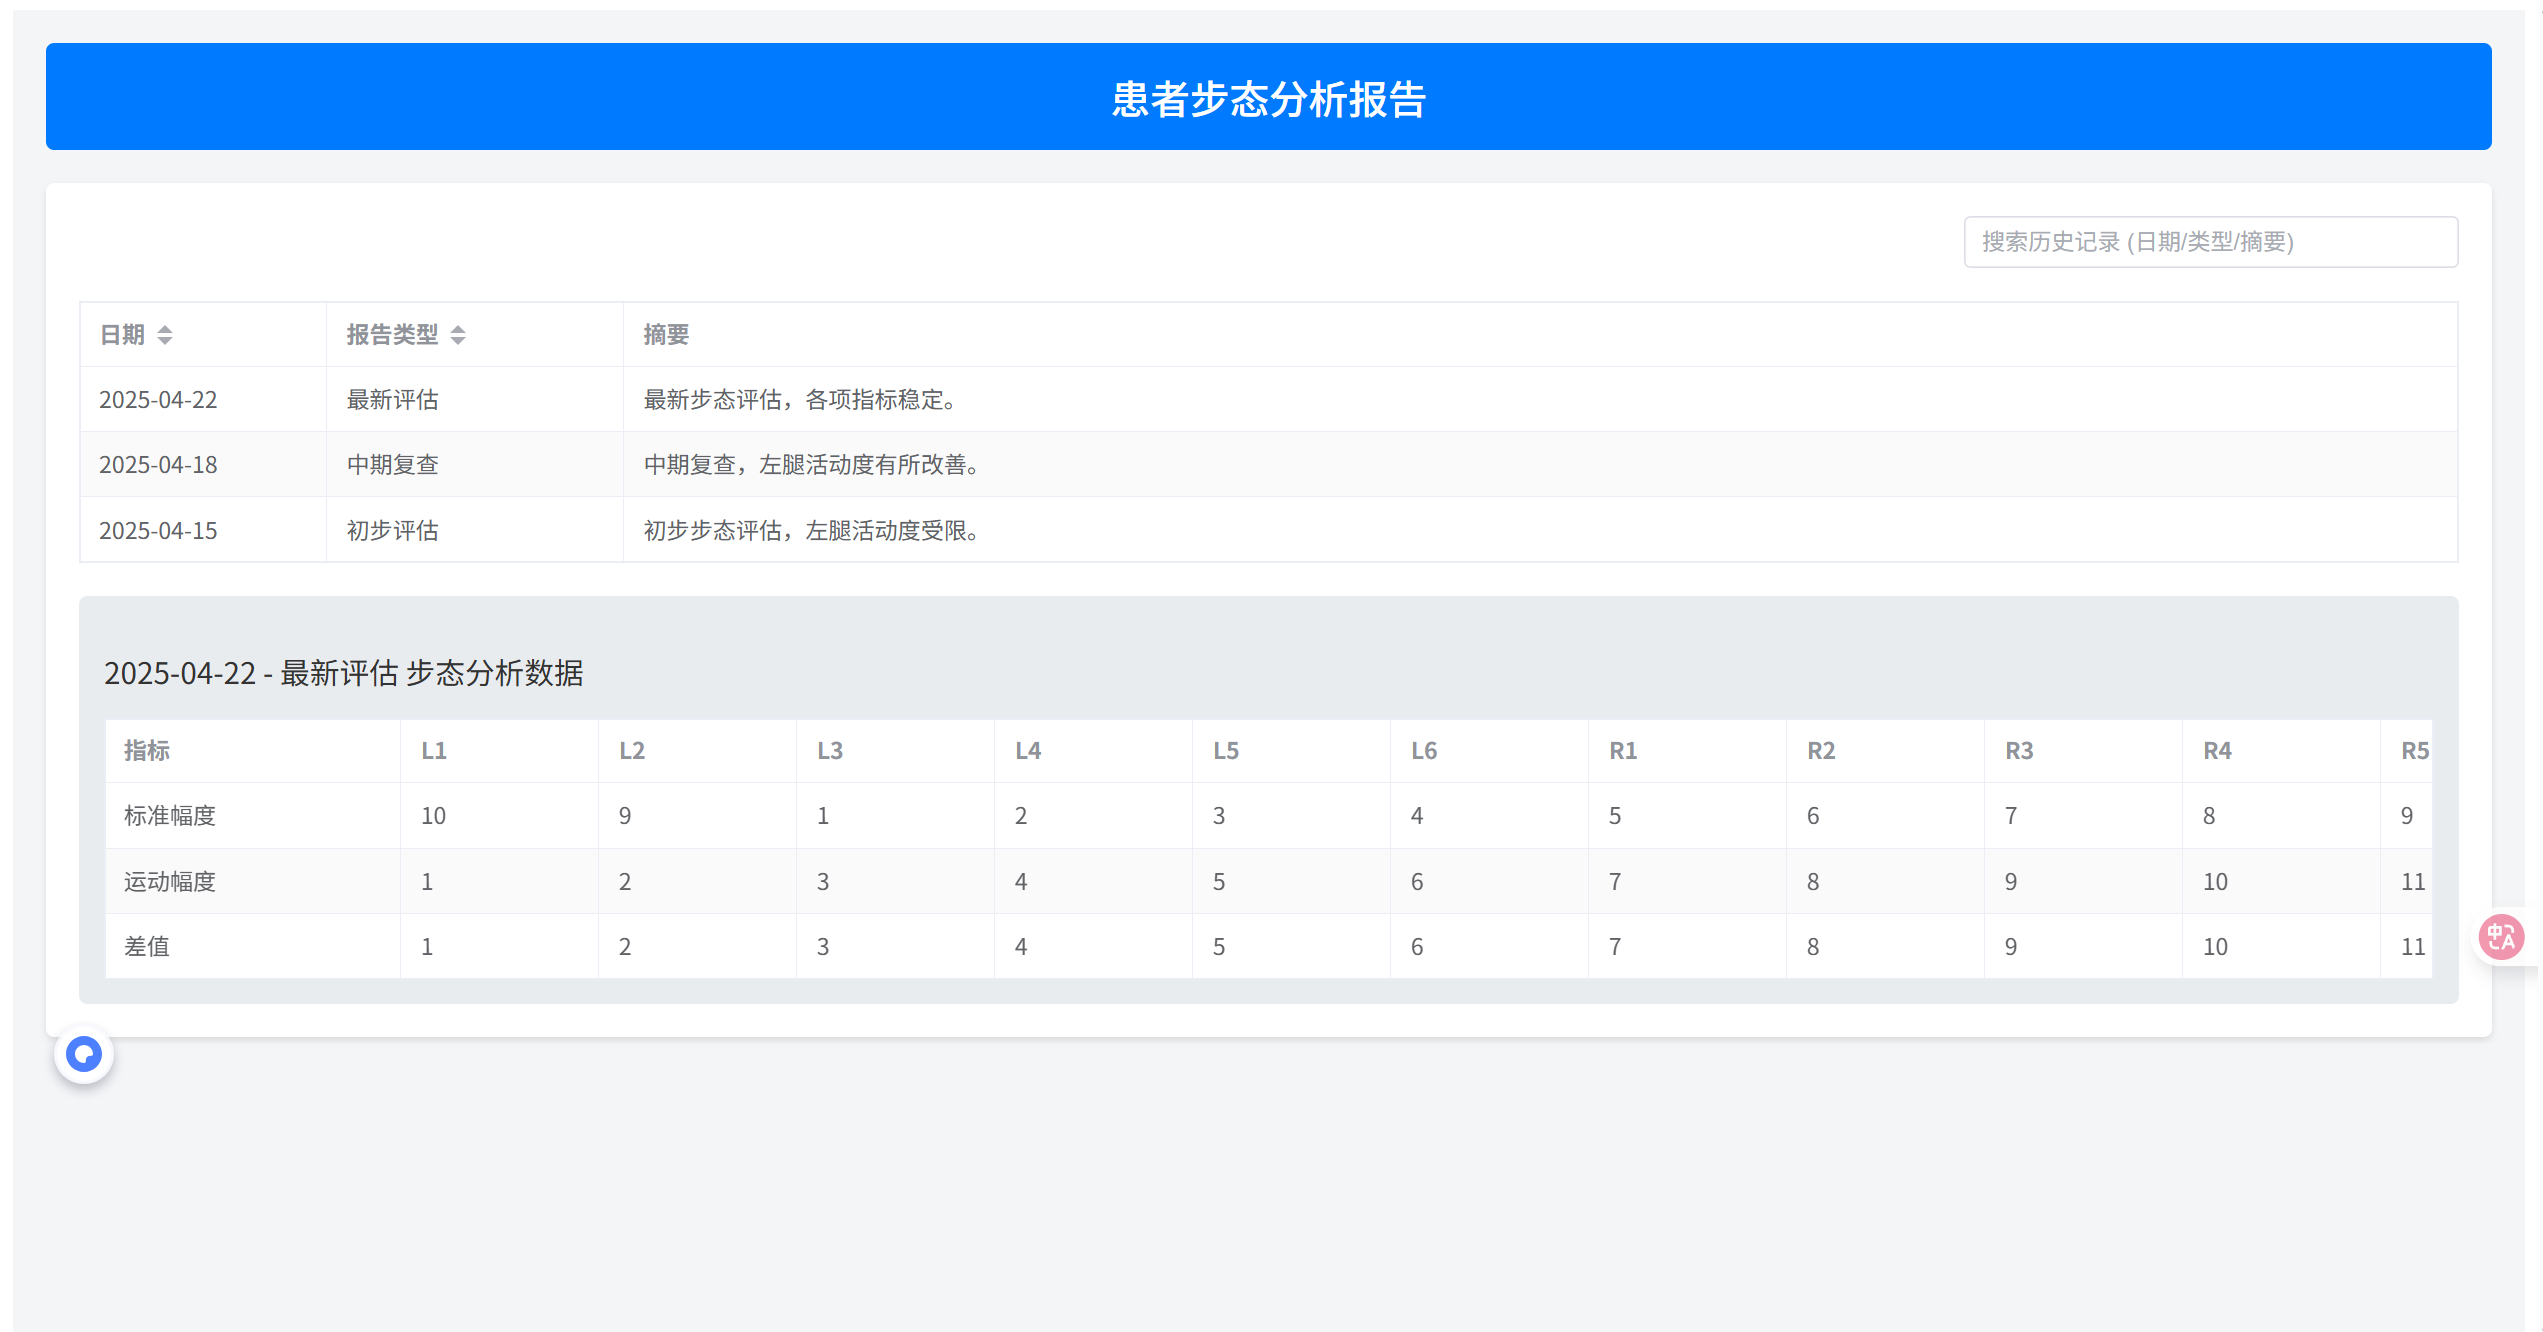 患者步态分析报告
搜索历史记录 (日期/类型/摘要)
日期 报告类型 摘要
2025-04-22 最新评估 最新步态评估，各项指标稳定。
2025-04-18 中期复查 中期复查，左腿活动度有所改善。
2025-04-15 初步评估 初步步态评估，左腿活动度受限。
2025-04-22 - 最新评估 步态分析数据
指标 L1 L2 L3 L4 L5 L6 R1 R2 R3 R4 R5
标准幅度 10 9 1 2 3 4 5 6 7 8 9
运动幅度 1 2 3 4 5 6 7 8 9 10 11
差值 1 2 3 4 5 6 7 8 9 10 11
中 A